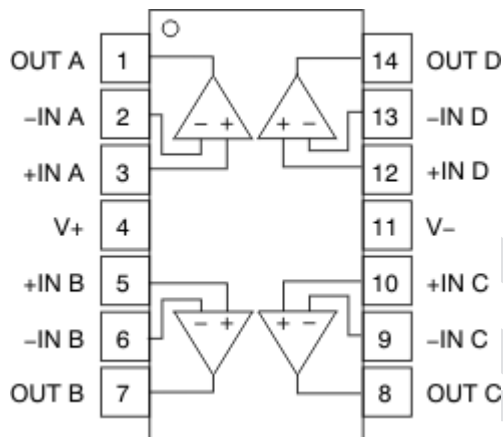 OUT A 1 14 OUT D
−IN A 2 13 −IN D
− + + −
+IN A 3 12 +IN D
V+ 4 11 V−
+IN B 5 10 +IN C
− + + −
−IN B 6 9 −IN C
OUT B 7 8 OUT C